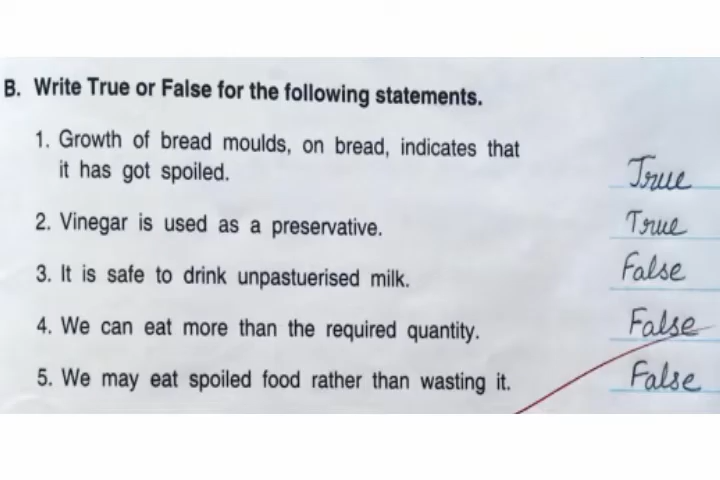 B. Write True or False for the following statements.
1. Growth of bread moulds, on bread, indicates that
it has got spoiled. True
2. Vinegar is used as a preservative. True
3. It is safe to drink unpastuerised milk. False
4. We can eat more than the required quantity. False
5. We may eat spoiled food rather than wasting it. False